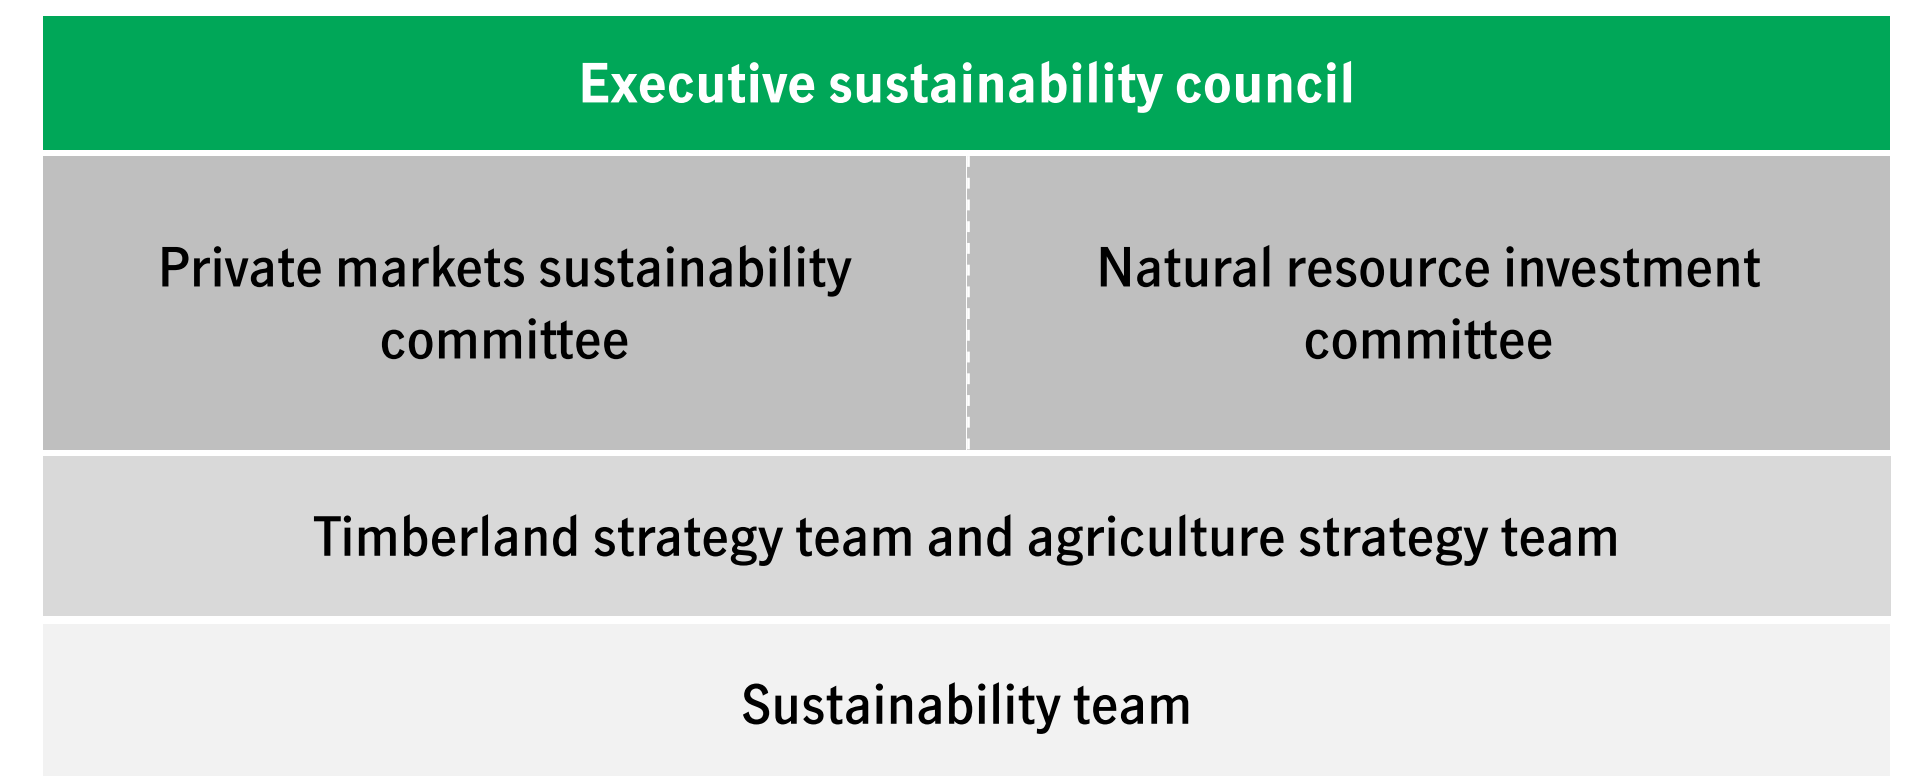 Executive sustainability council
Private markets sustainability
committee
Natural resource investment
committee
Timberland strategy team and agriculture strategy team
Sustainability team